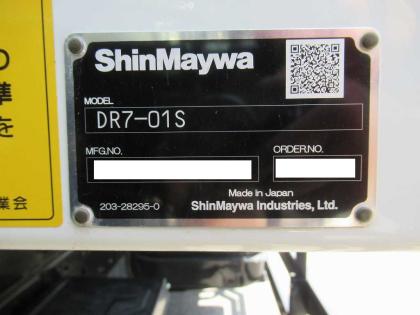 ShinMaywa
MODEL
DR7-01S
MFG.NO.
ORDER.NO.
Made in Japan
203-28295-0
ShinMaywa Industries, Ltd.
の
準
を
業会